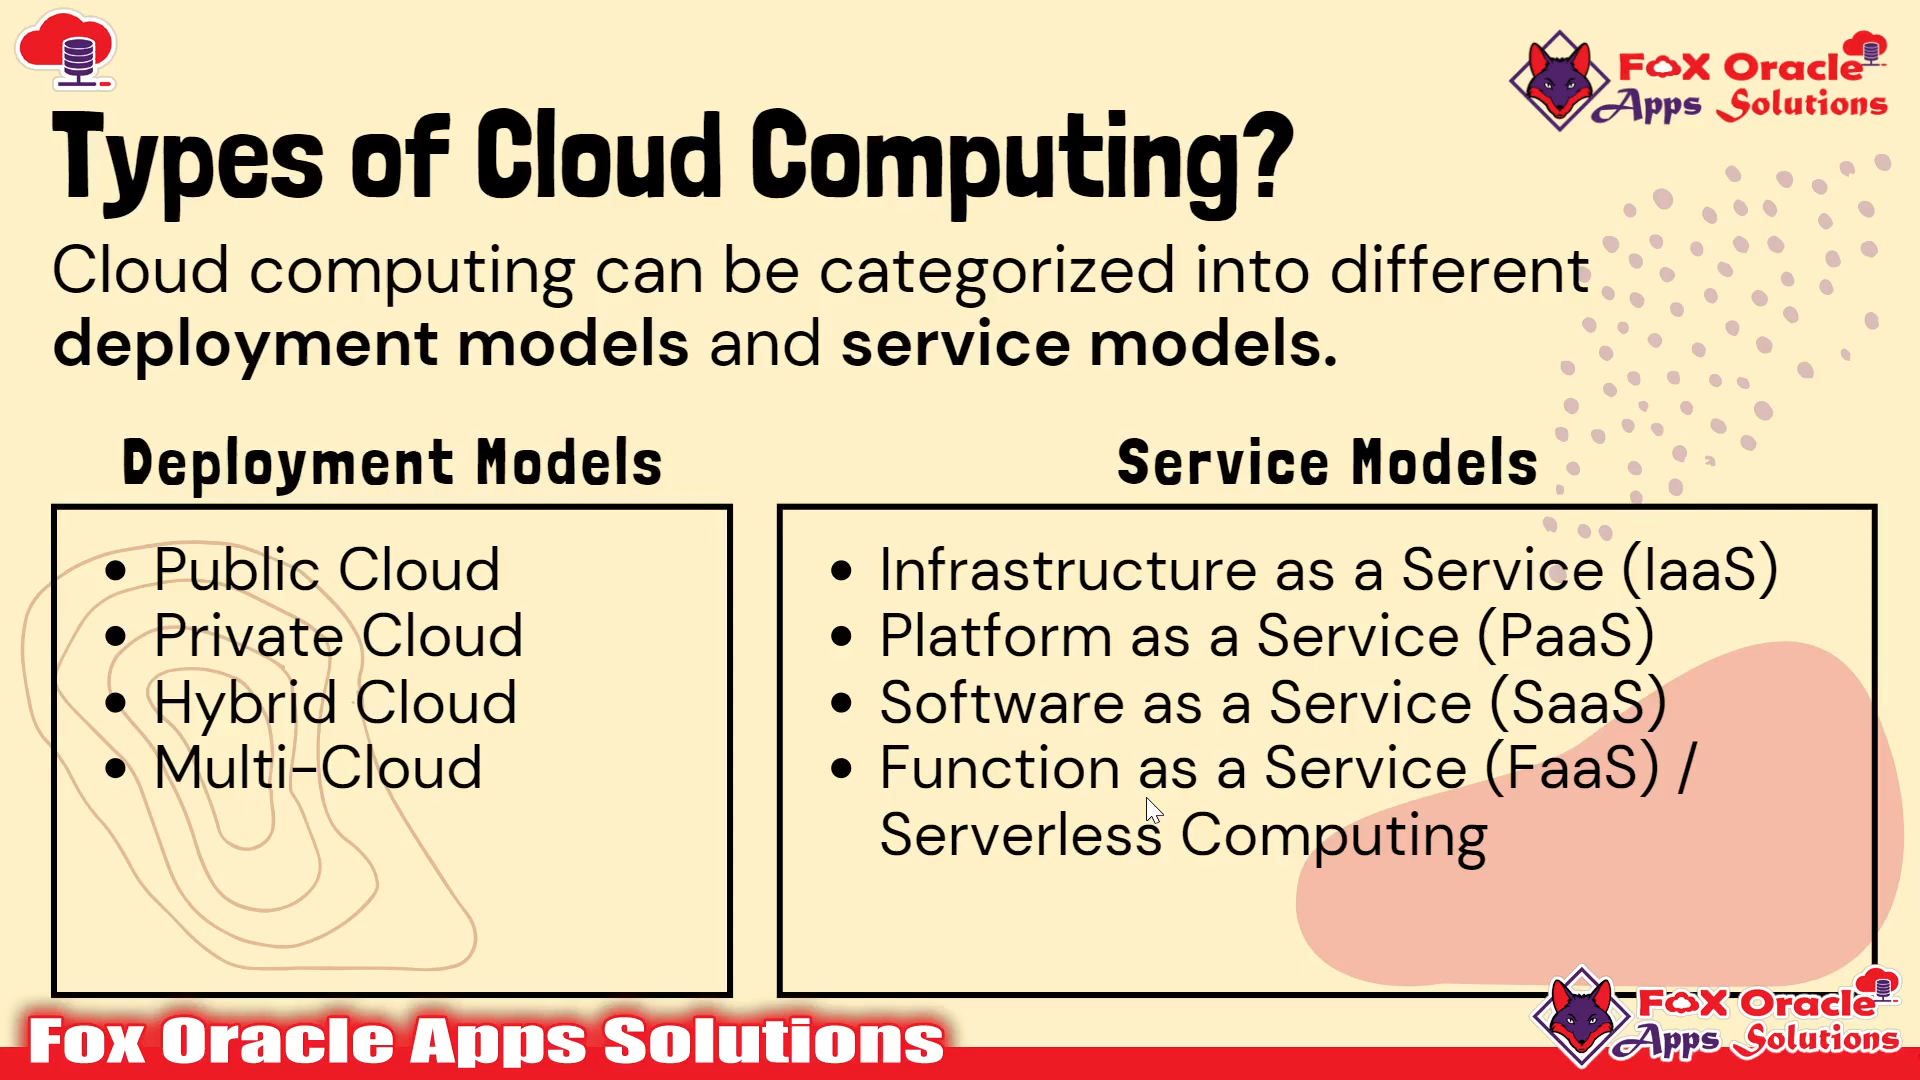 Fox Oracle
Apps Solutions
Types of Cloud Computing?
Cloud computing can be categorized into different
deployment models and service models.
Deployment Models
• Public Cloud
• Private Cloud
• Hybrid Cloud
• Multi-Cloud
Service Models
• Infrastructure as a Service (IaaS)
• Platform as a Service (PaaS)
• Software as a Service (SaaS)
• Function as a Service (FaaS) /
Serverless Computing
Fox Oracle Apps Solutions
Fox Oracle
Apps Solutions